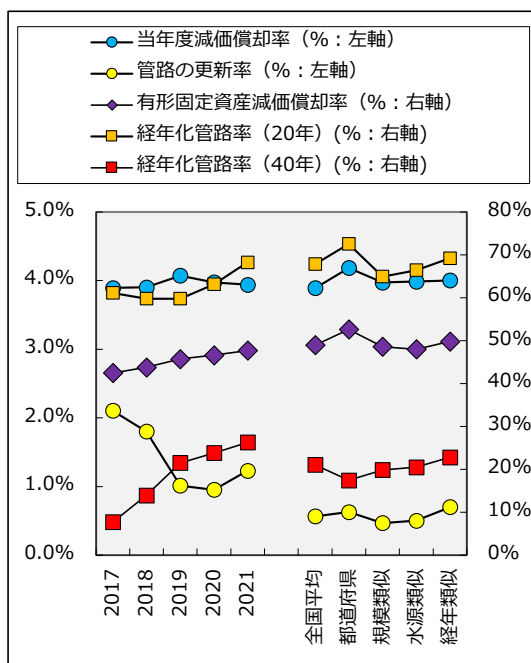 当年度減価償却率（%：左軸）
管路の更新率（%：左軸）
有形固定資産減価償却率（%：右軸）
経年化管路率（20年）(%：右軸)
経年化管路率（40年）(%：右軸)
5.0%
4.0%
3.0%
2.0%
1.0%
0.0%
80%
70%
60%
50%
40%
30%
20%
10%
0%
2017
2018
2019
2020
2021
全国平均
都道府県
規模類似
水源類似
経年類似